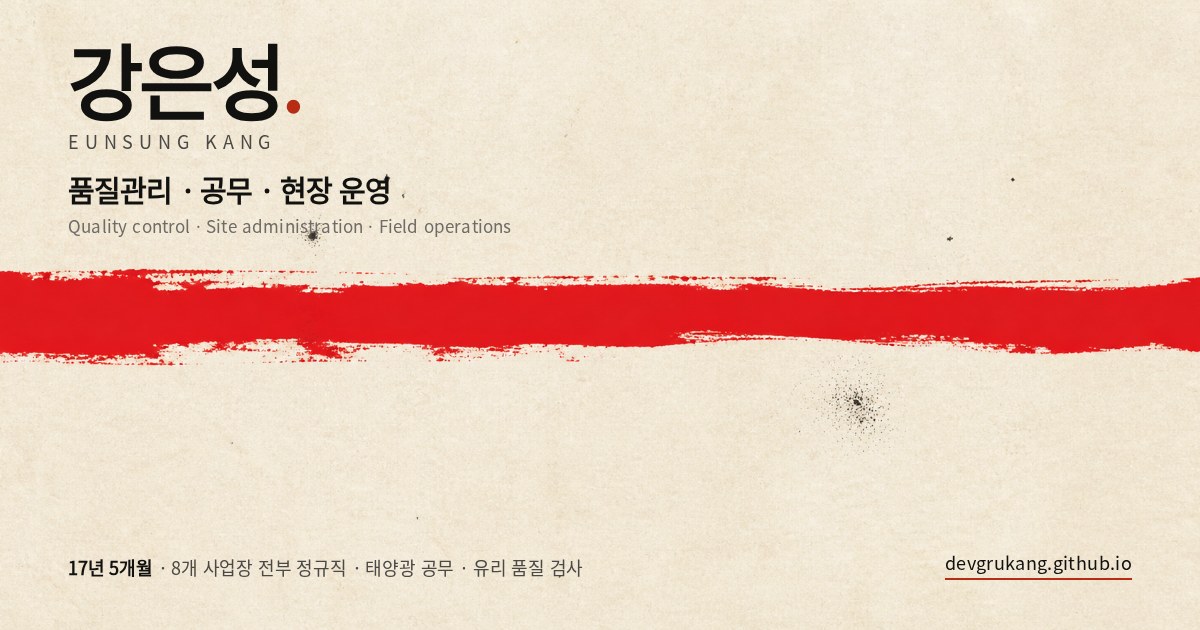 강은성.
EUNSUNG KANG
품질관리 · 공무 · 현장 운영
Quality control · Site administration · Field operations
17년 5개월 · 8개 사업장 전부 정규직 · 태양광 공무 · 유리 품질 검사
devgrukang.github.io